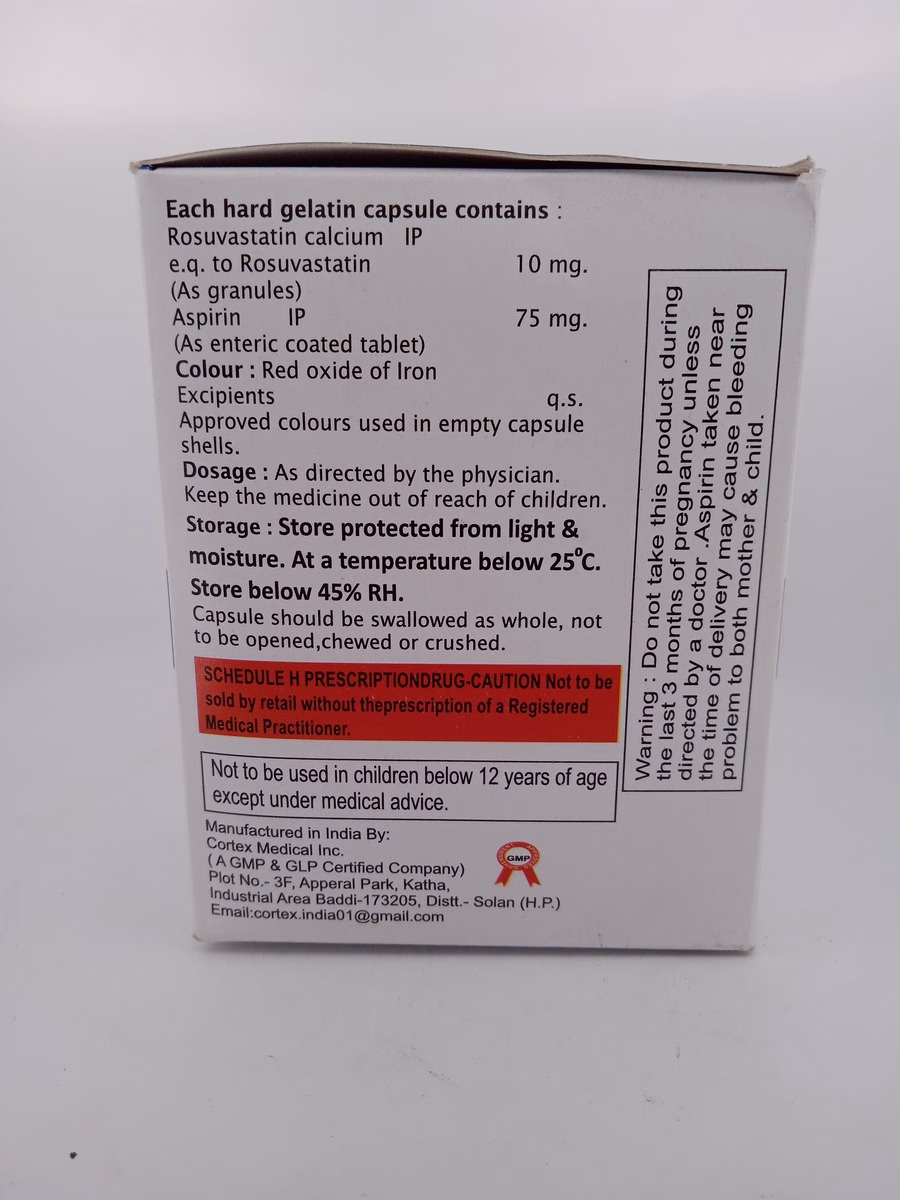 Each hard gelatin capsule contains :
Rosuvastatin calcium IP
e.q. to Rosuvastatin 10 mg.
(As granules)
Aspirin IP 75 mg.
(As enteric coated tablet)
Colour : Red oxide of Iron
Excipients q.s.
Approved colours used in empty capsule
shells.
Dosage : As directed by the physician.
Keep the medicine out of reach of children.
Storage : Store protected from light &
moisture. At a temperature below 25⁰C.
Store below 45% RH.
Capsule should be swallowed as whole, not
to be opened,chewed or crushed.
SCHEDULE H PRESCRIPTIONDRUG-CAUTION Not to be
sold by retail without theprescription of a Registered
Medical Practitioner.
Not to be used in children below 12 years of age
except under medical advice.
Manufactured in India By:
Cortex Medical Inc.
( A GMP & GLP Certified Company)
Plot No.- 3F, Apperal Park, Katha,
Industrial Area Baddi-173205, Distt.- Solan (H.P.)
Email:cortex.india01@gmail.com
GMP
Warning : Do not take this product during
the last 3 months of pregnancy unless
directed by a doctor .Aspirin taken near
the time of delivery may cause bleeding
problem to both mother & child.